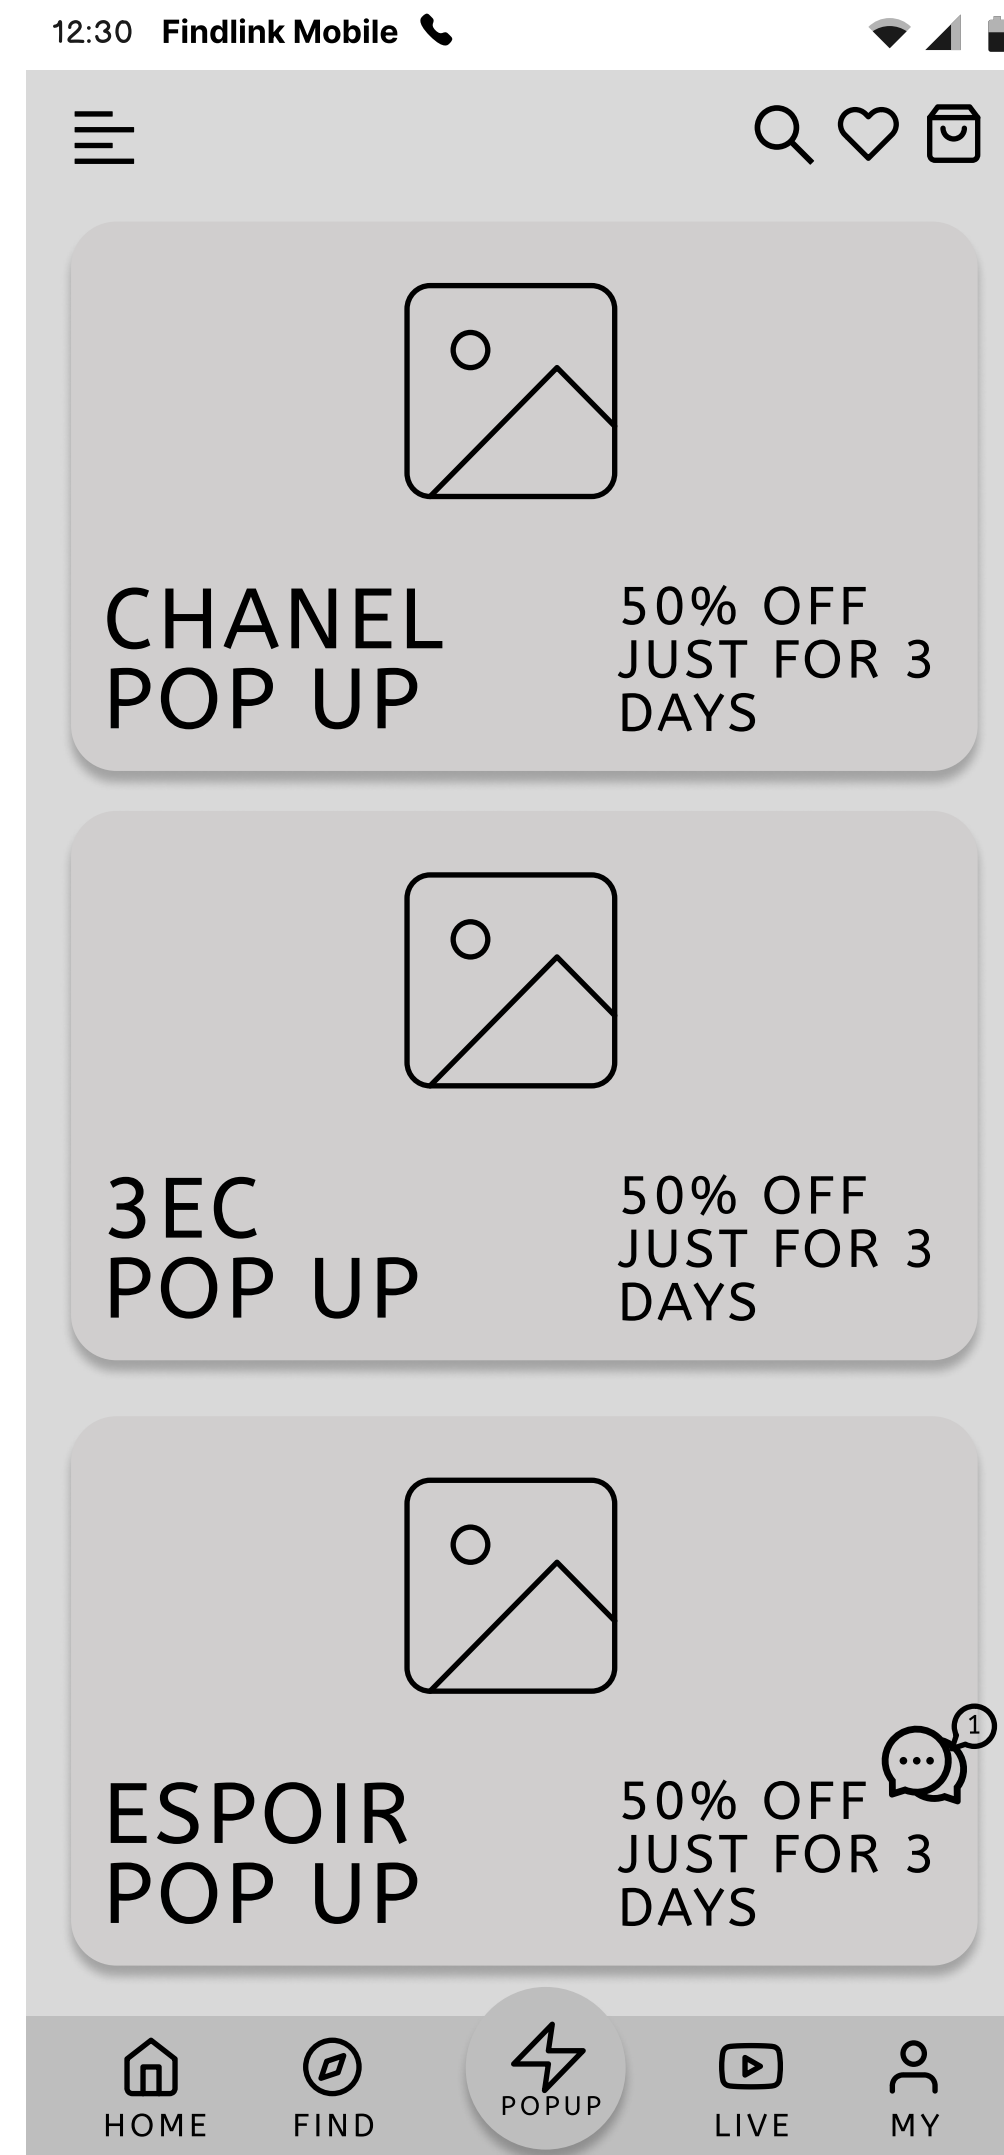 12:30 Findlink Mobile
CHANEL
POP UP
50% OFF
JUST FOR 3
DAYS
3EC
POP UP
50% OFF
JUST FOR 3
DAYS
1
ESPOIR
POP UP
50% OFF
JUST FOR 3
DAYS
HOME
FIND
POPUP
LIVE
MY